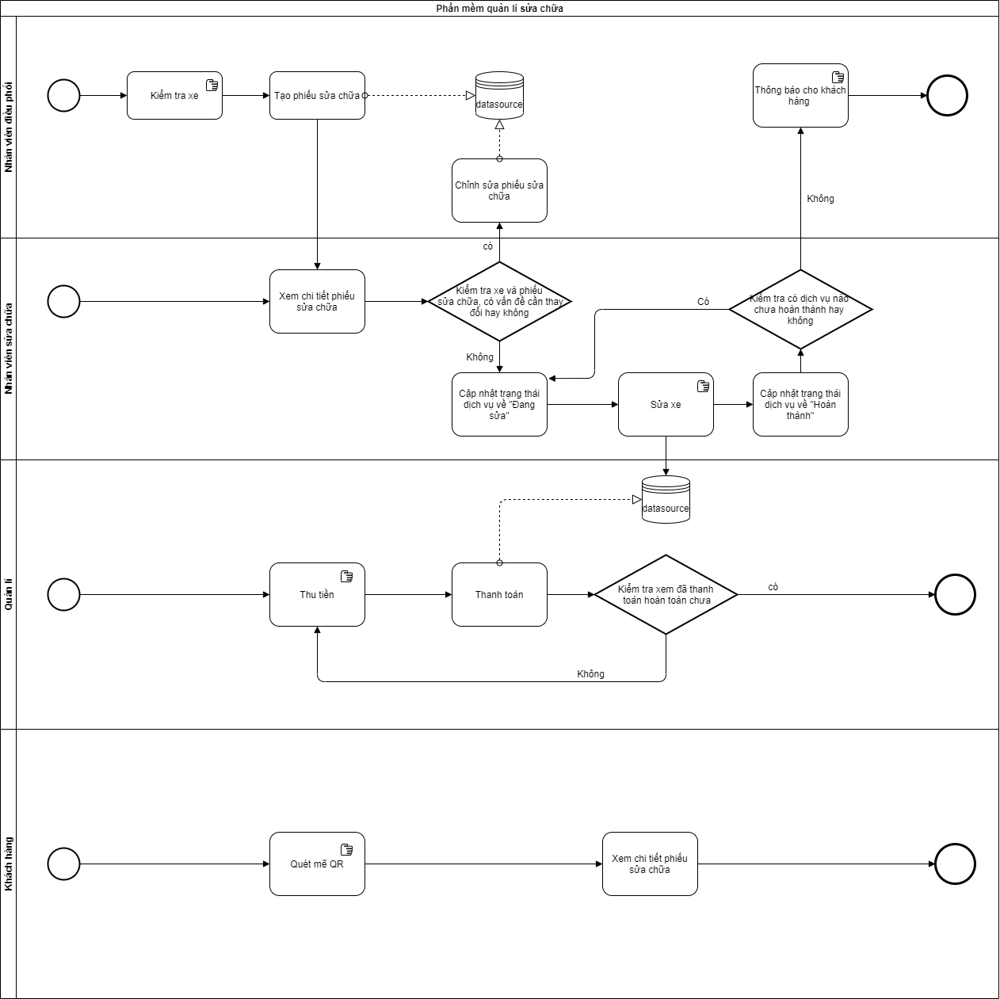 Phần mềm quản lí sửa chữa
Nhân viên điều phối
Kiểm tra xe
Tạo phiếu sửa chữa
datasource
Thông báo cho khách
hàng
Chỉnh sửa phiếu sửa
chữa
Không
có
Nhân viên sửa chữa
Xem chi tiết phiếu
sửa chữa
Kiểm tra xe và phiếu
sửa chữa, có vấn đề cần thay
đổi hay không
Có
Kiểm tra có dịch vụ nào
chưa hoàn thành hay
không
Không
Cập nhật trạng thái
dịch vụ về "Đang
sửa"
Sửa xe
Cập nhật trạng thái
dịch vụ về "Hoàn
thành"
Quản lí
datasource
Thu tiền
Thanh toán
Kiểm tra xem đã thanh
toán hoàn toàn chưa
có
Không
Khách hàng
Quét mã QR
Xem chi tiết phiếu
sửa chữa